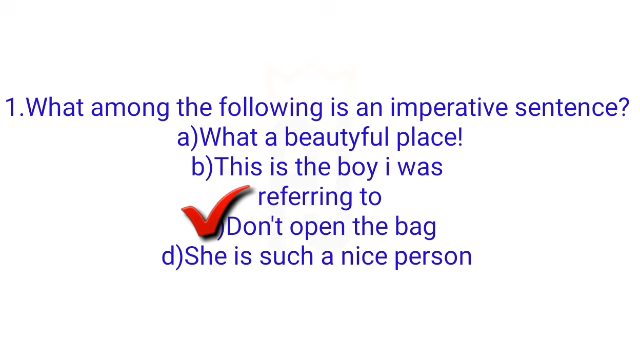 1.What among the following is an imperative sentence?
a)What a beautyful place!
b)This is the boy i was
referring to
)Don't open the bag
d)She is such a nice person